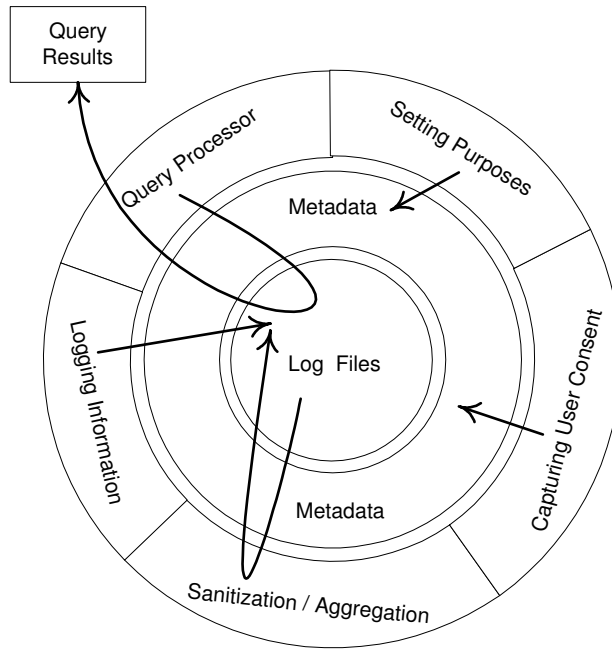 Query
Results
Query Processor
Setting Purposes
Metadata
Logging Information
Log Files
Capturing User Consent
Metadata
Sanitization / Aggregation